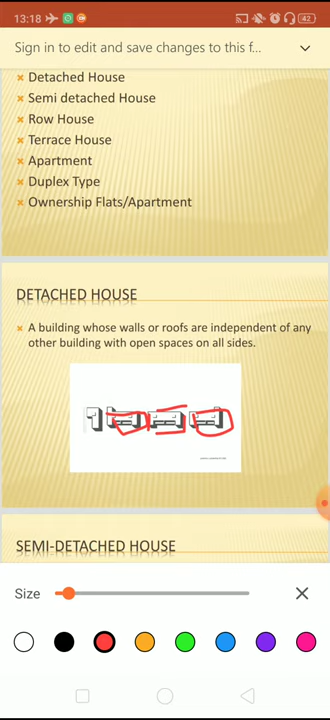 13:18
42
Sign in to edit and save changes to this f...
Detached House
Semi detached House
Row House
Terrace House
Apartment
Duplex Type
Ownership Flats/Apartment
DETACHED HOUSE
A building whose walls or roofs are independent of any
other building with open spaces on all sides.
SEMI-DETACHED HOUSE
Size